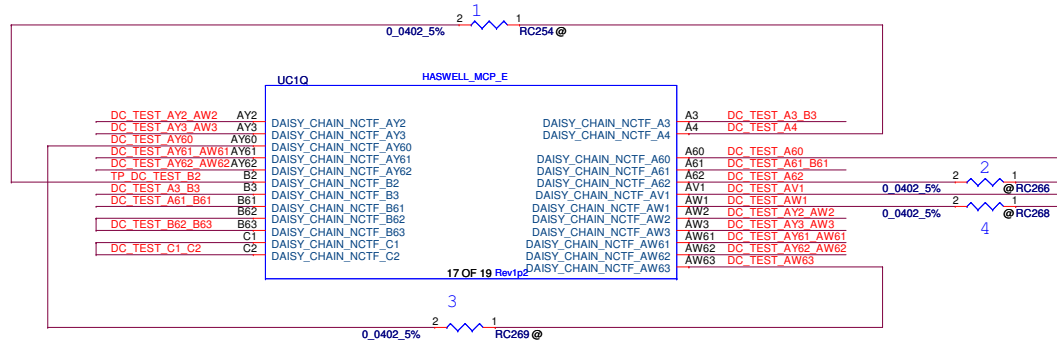 1
2 1
0_0402_5% RC254 @
UC1Q HASWELL_MCP_E
DC_TEST_AY2_AW2 AY2 DAISY_CHAIN_NCTF_AY2
DC_TEST_AY3_AW3 AY3 DAISY_CHAIN_NCTF_AY3
DC_TEST_AY60 AY60 DAISY_CHAIN_NCTF_AY60
DC_TEST_AY61_AW61 AY61 DAISY_CHAIN_NCTF_AY61
DC_TEST_AY62_AW62 AY62 DAISY_CHAIN_NCTF_AY62
TP_DC_TEST_B2 B2 DAISY_CHAIN_NCTF_B2
DC_TEST_A3_B3 B3 DAISY_CHAIN_NCTF_B3
DC_TEST_A61_B61 B61 DAISY_CHAIN_NCTF_B61
B62 DAISY_CHAIN_NCTF_B62
DC_TEST_B62_B63 B63 DAISY_CHAIN_NCTF_B63
C1 DAISY_CHAIN_NCTF_C1
DC_TEST_C1_C2 C2 DAISY_CHAIN_NCTF_C2
DAISY_CHAIN_NCTF_A3 A3 DC_TEST_A3_B3
DAISY_CHAIN_NCTF_A4 A4 DC_TEST_A4
DAISY_CHAIN_NCTF_A60 A60 DC_TEST_A60
DAISY_CHAIN_NCTF_A61 A61 DC_TEST_A61_B61
DAISY_CHAIN_NCTF_A62 A62 DC_TEST_A62
DAISY_CHAIN_NCTF_AV1 AV1 DC_TEST_AV1
DAISY_CHAIN_NCTF_AW1 AW1 DC_TEST_AW1
DAISY_CHAIN_NCTF_AW2 AW2 DC_TEST_AY2_AW2
DAISY_CHAIN_NCTF_AW3 AW3 DC_TEST_AY3_AW3
DAISY_CHAIN_NCTF_AW61 AW61 DC_TEST_AY61_AW61
DAISY_CHAIN_NCTF_AW62 AW62 DC_TEST_AY62_AW62
DAISY_CHAIN_NCTF_AW63 AW63 DC_TEST_AW63
17 OF 19 Rev1p2
2
2 1
0_0402_5% @RC266
2 1
0_0402_5% @RC268
4
3
2 1
0_0402_5% RC269 @